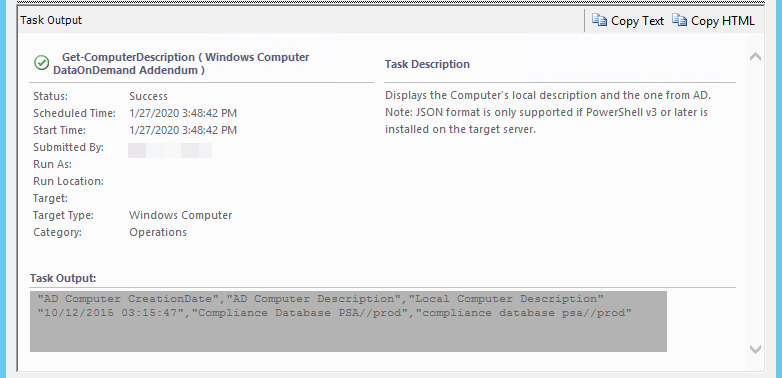 Task Output
Copy Text
Copy HTML
Get-ComputerDescription ( Windows Computer
DataOnDemand Addendum )
Status: Success
Scheduled Time: 1/27/2020 3:48:42 PM
Start Time: 1/27/2020 3:48:42 PM
Submitted By:
Run As:
Run Location:
Target:
Target Type: Windows Computer
Category: Operations
Task Description
Displays the Computer's local description and the one from AD.
Note: JSON format is only supported if PowerShell v3 or later is
installed on the target server.
Task Output:
"AD Computer CreationDate","AD Computer Description","Local Computer Description"
"10/12/2015 03:15:47","Compliance Database PSA//prod","compliance database psa//prod"